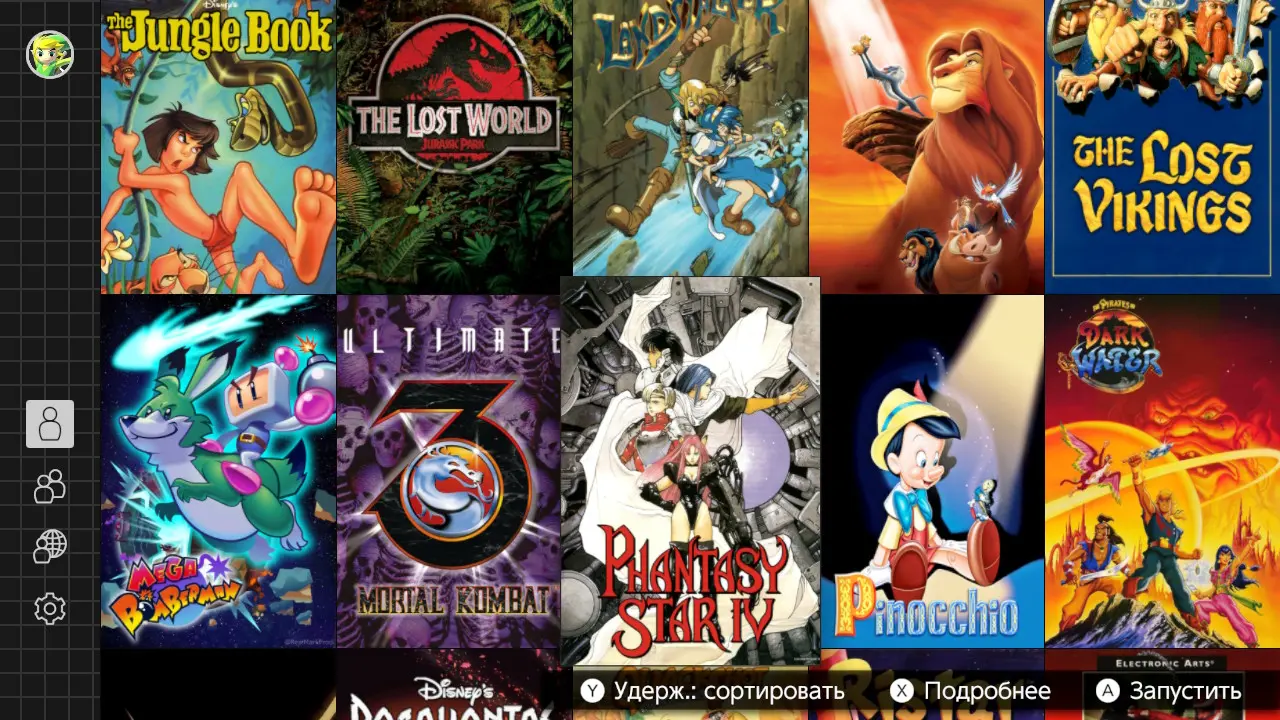 Disney's
The Jungle Book
THE LOST WORLD
JURASSIC PARK
LANDSTALKER
THE LOST
VIKINGS
MEGA
BOMBERMAN
ULTIMATE
3
MORTAL KOMBAT
PHANTASY
STAR IV
Pinocchio
THE PIRATES OF
DARK
WATER
DISNEY'S
POCAHONTAS
RISTAR
ELECTRONIC ARTS®
Y Удерж.: сортировать
X Подробнее
A Запустить